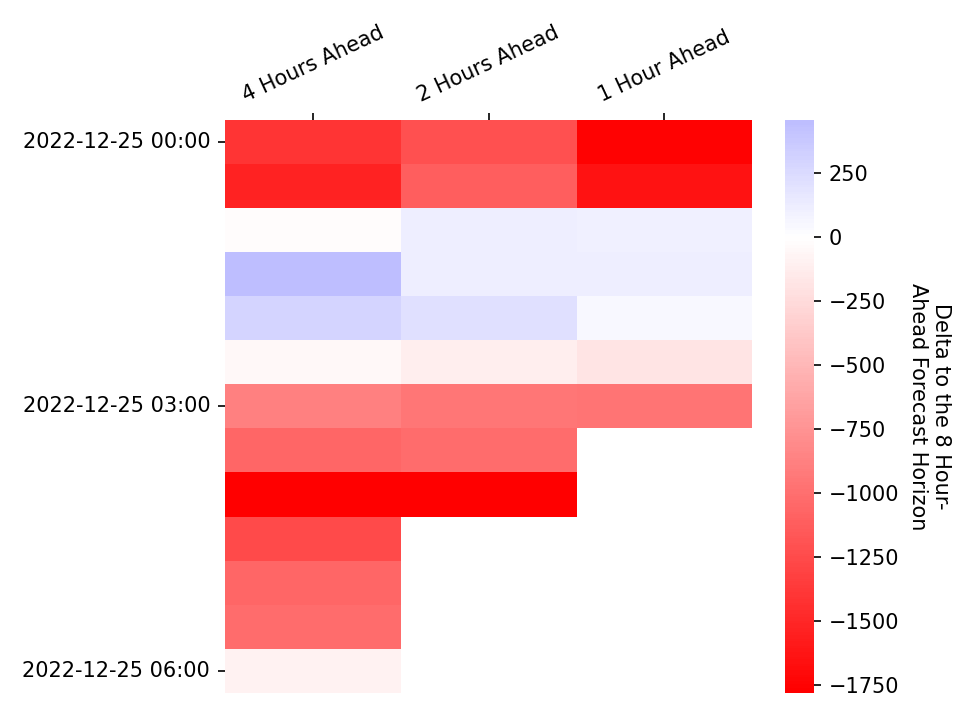 4 Hours Ahead
2 Hours Ahead
1 Hour Ahead
2022-12-25 00:00
2022-12-25 03:00
2022-12-25 06:00
250
0
−250
−500
−750
−1000
−1250
−1500
−1750
Delta to the 8 Hour-
Ahead Forecast Horizon